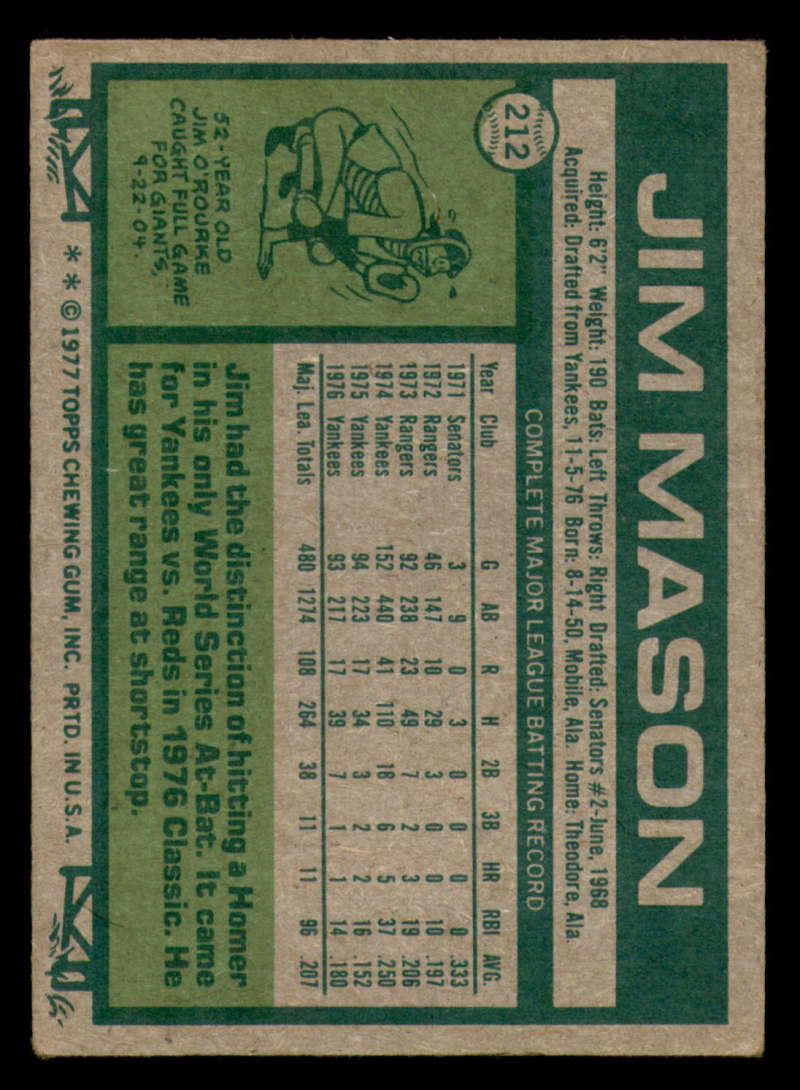 212
JIM MASON
Height: 6'2" Weight: 190 Bats: Left Throws: Right Drafted: Senators #2-June, 1968
Acquired: Drafted from Yankees, 11-5-76 Born: 8-14-50, Mobile, Ala. Home: Theodore, Ala.
52-YEAR OLD
JIM O'ROURKE
CAUGHT FULL GAME
FOR GIANTS,
9-22-04.
COMPLETE MAJOR LEAGUE BATTING RECORD
Year Club G AB R H 2B 3B HR RBI AVG.
1971 Senators 3 9 0 3 0 0 0 0 .333
1972 Rangers 46 147 10 29 3 0 0 10 .197
1973 Rangers 92 238 23 49 7 2 3 19 .206
1974 Yankees 152 440 41 110 18 6 5 37 .250
1975 Yankees 94 223 17 34 3 2 2 16 .152
1976 Yankees 93 217 17 39 7 1 1 14 .180
Maj. Lea. Totals 480 1274 108 264 38 11 11 96 .207
Jim had the distinction of hitting a Homer
in his only World Series At-Bat. It came
for Yankees vs. Reds in 1976 Classic. He
has great range at shortstop.
* * © 1977 TOPPS CHEWING GUM, INC. PRTD. IN U.S.A.